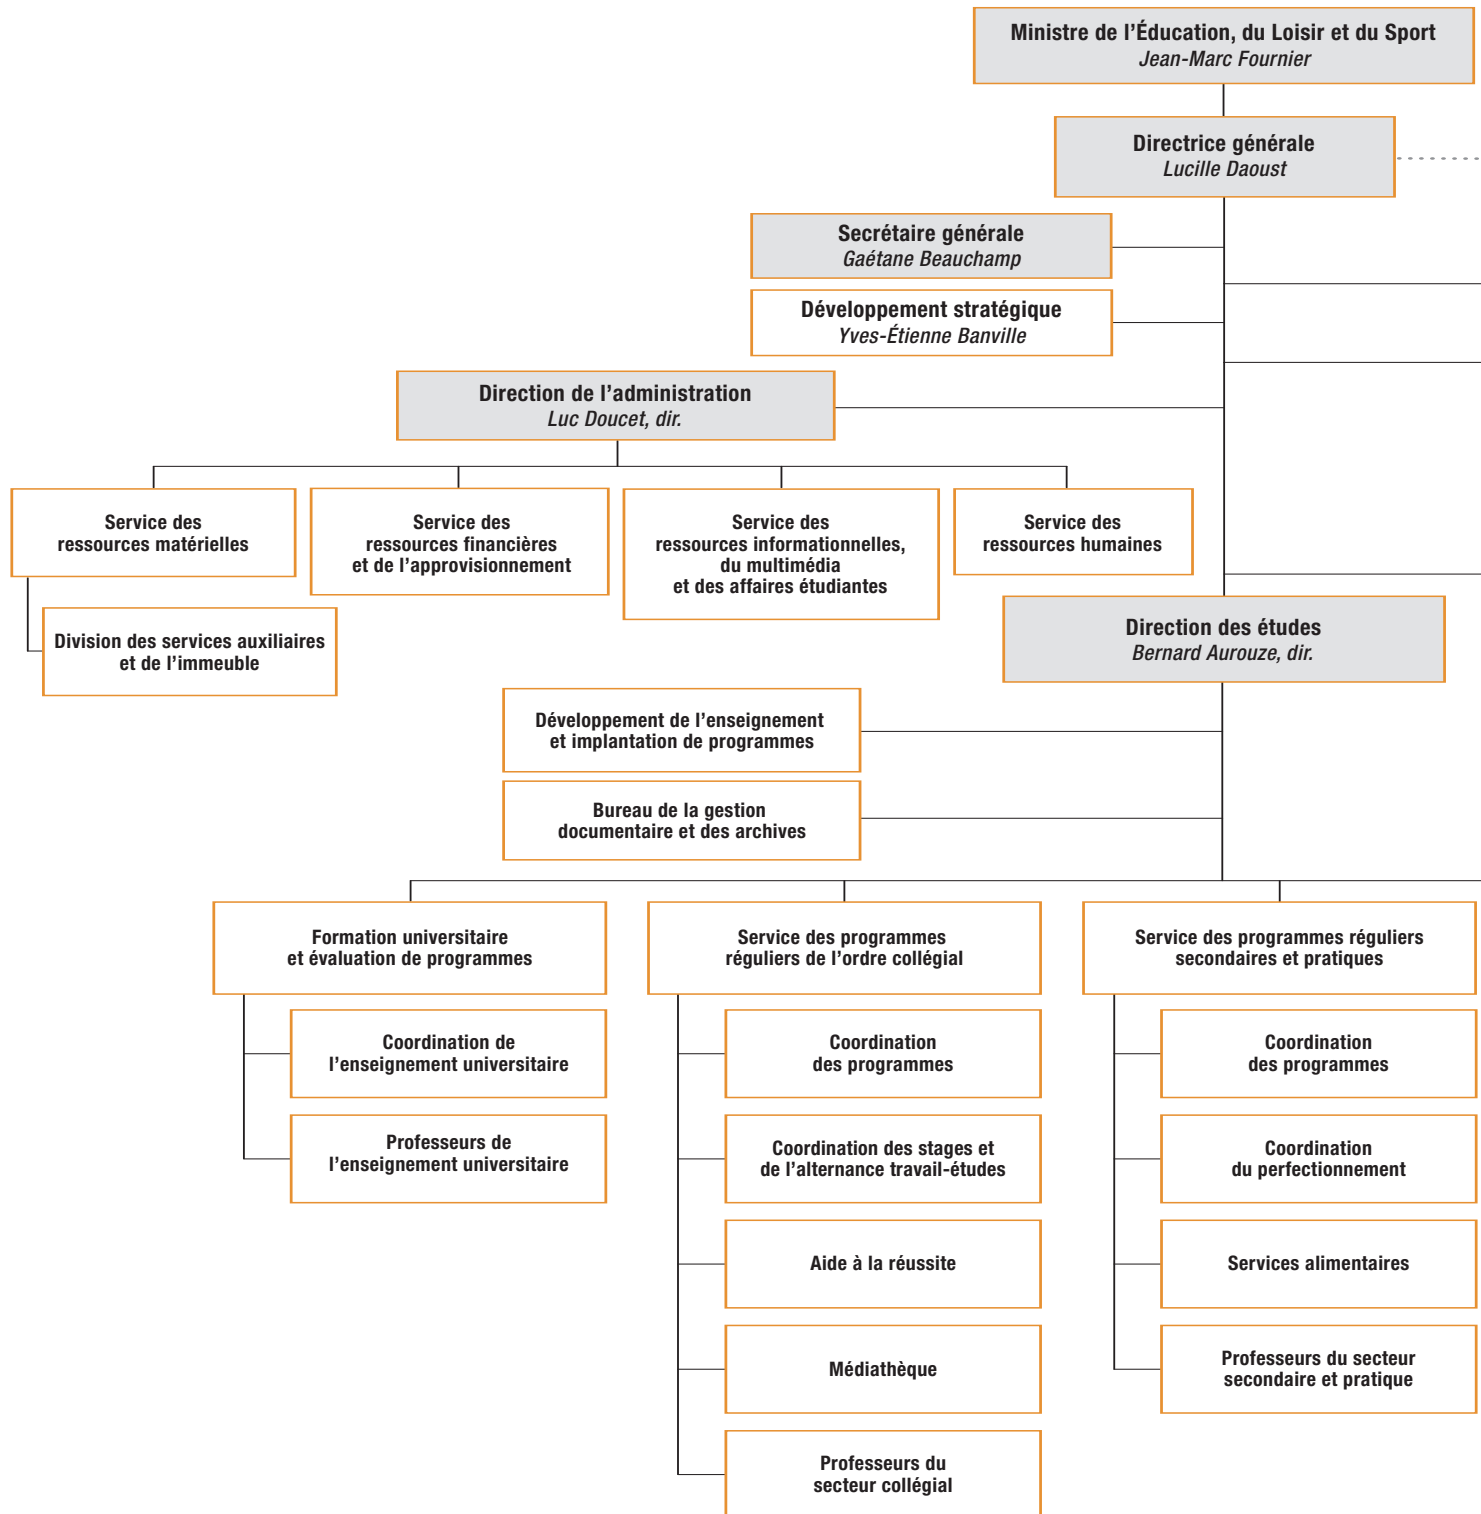 Ministre de l'Éducation, du Loisir et du Sport
Jean-Marc Fournier
Directrice générale
Lucille Daoust
Secrétaire générale
Gaétane Beauchamp
Développement stratégique
Yves-Étienne Banville
Direction de l'administration
Luc Doucet, dir.
Service des
ressources matérielles
Service des
ressources financières
et de l'approvisionnement
Service des
ressources informationnelles,
du multimédia
et des affaires étudiantes
Service des
ressources humaines
Division des services auxiliaires
et de l'immeuble
Direction des études
Bernard Aurouze, dir.
Développement de l'enseignement
et implantation de programmes
Bureau de la gestion
documentaire et des archives
Formation universitaire
et évaluation de programmes
Coordination de
l'enseignement universitaire
Professeurs de
l'enseignement universitaire
Service des programmes
réguliers de l'ordre collégial
Coordination
des programmes
Coordination des stages et
de l'alternance travail-études
Aide à la réussite
Médiathèque
Professeurs du
secteur collégial
Service des programmes réguliers
secondaires et pratiques
Coordination
des programmes
Coordination
du perfectionnement
Services alimentaires
Professeurs du secteur
secondaire et pratique